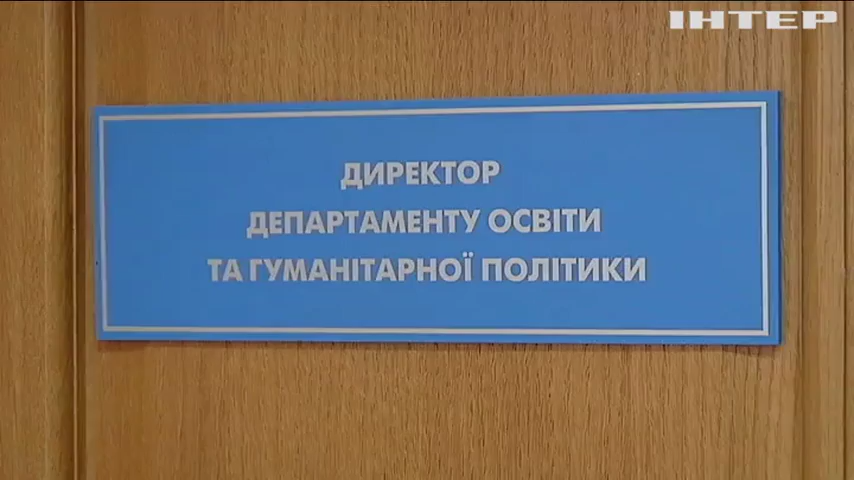 ІНТЕР
ДИРЕКТОР
ДЕПАРТАМЕНТУ ОСВІТИ
ТА ГУМАНІТАРНОЇ ПОЛІТИКИ